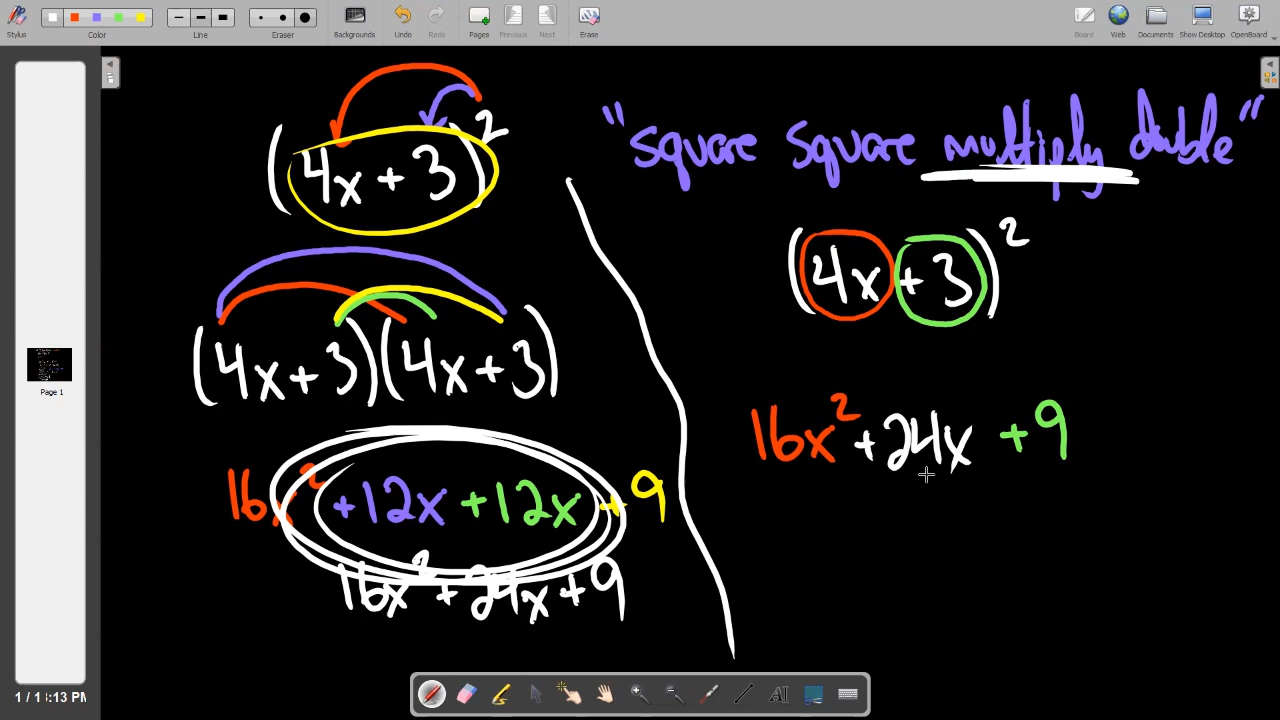 Stylus Color Line Eraser Backgrounds Undo Redo Pages Previous Next Erase Board Web Documents Show Desktop OpenBoard
(4x+3)²
(4x+3)(4x+3)
16x² +12x +12x +9
16x²+24x+9
"square square multiply double"
(4x+3)²
16x²+24x +9
Page 1